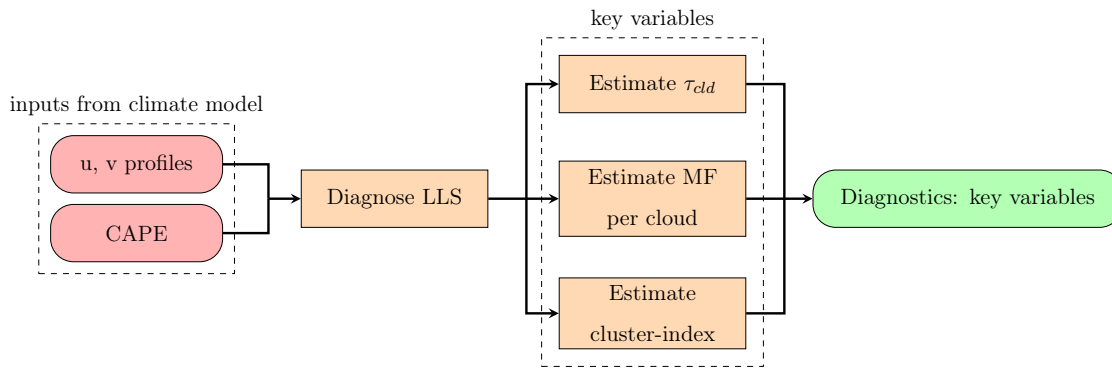 key variables
inputs from climate model
u, v profiles
CAPE
Diagnose LLS
Estimate τ_cld
Estimate MF
per cloud
Estimate
cluster-index
Diagnostics: key variables